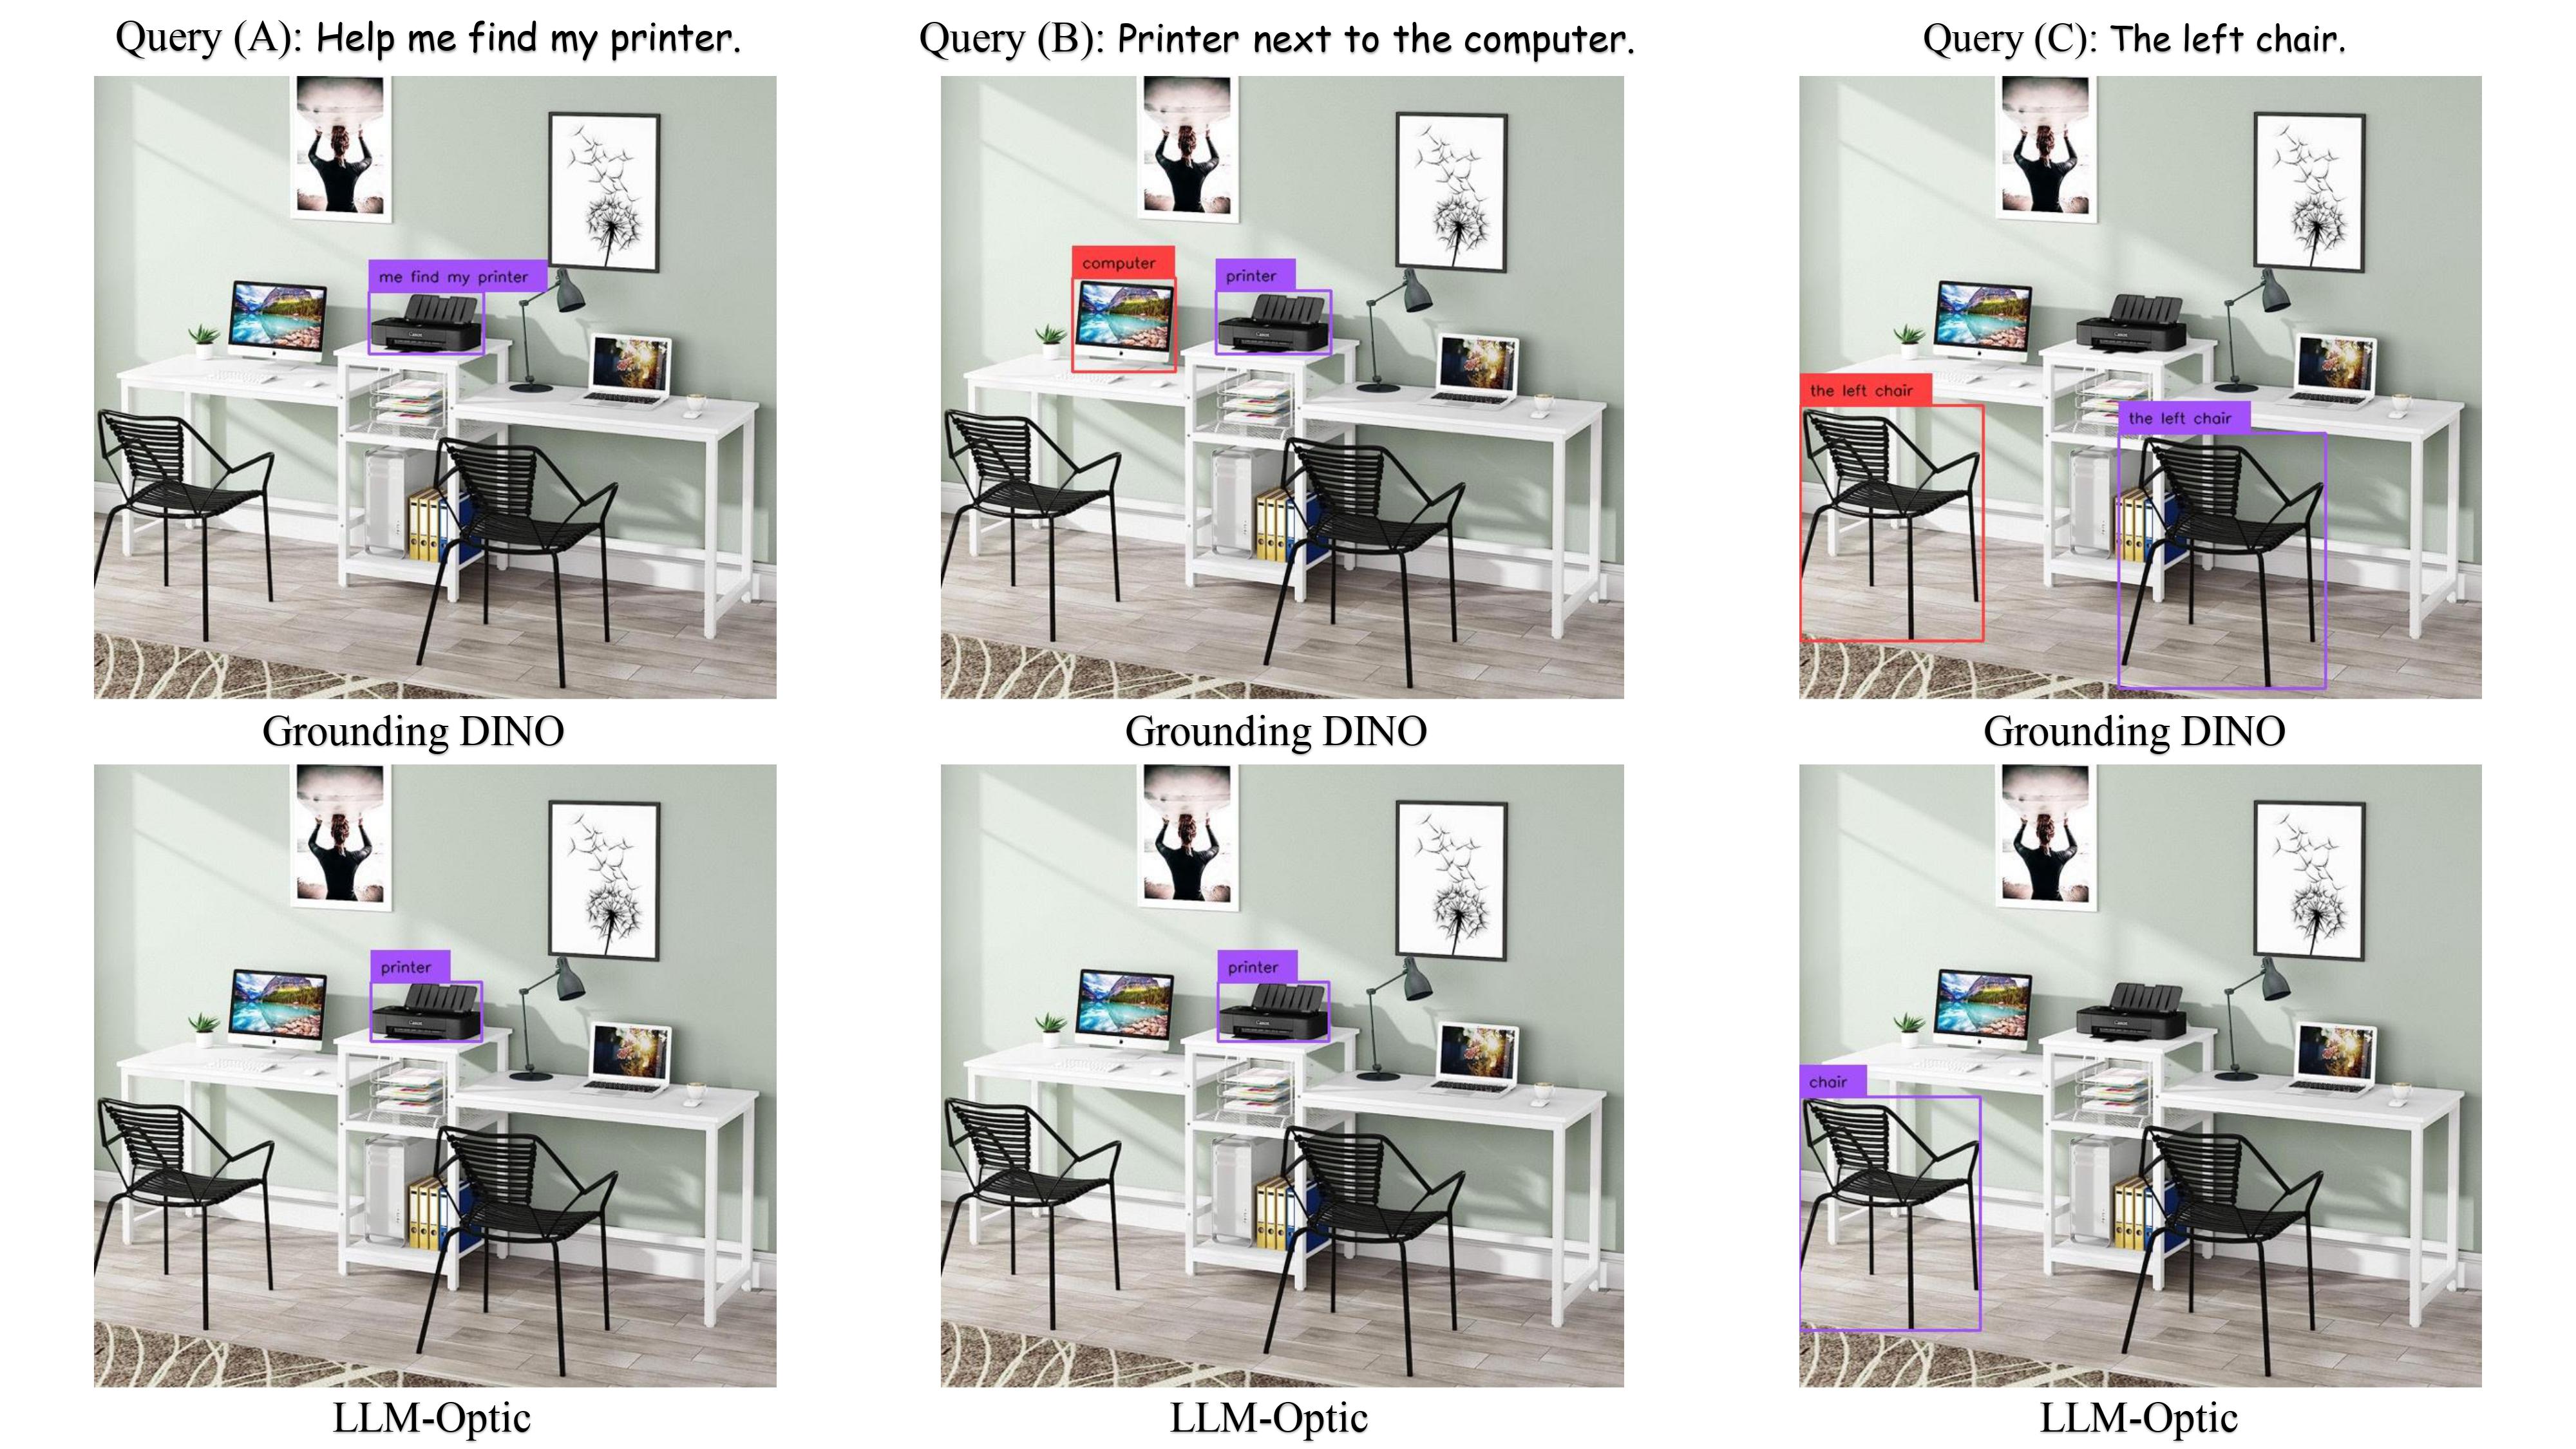 Query (A): Help me find my printer.
Query (B): Printer next to the computer.
Query (C): The left chair.
me find my printer
computer
printer
the left chair
the left chair
Grounding DINO
Grounding DINO
Grounding DINO
printer
printer
chair
LLM-Optic
LLM-Optic
LLM-Optic